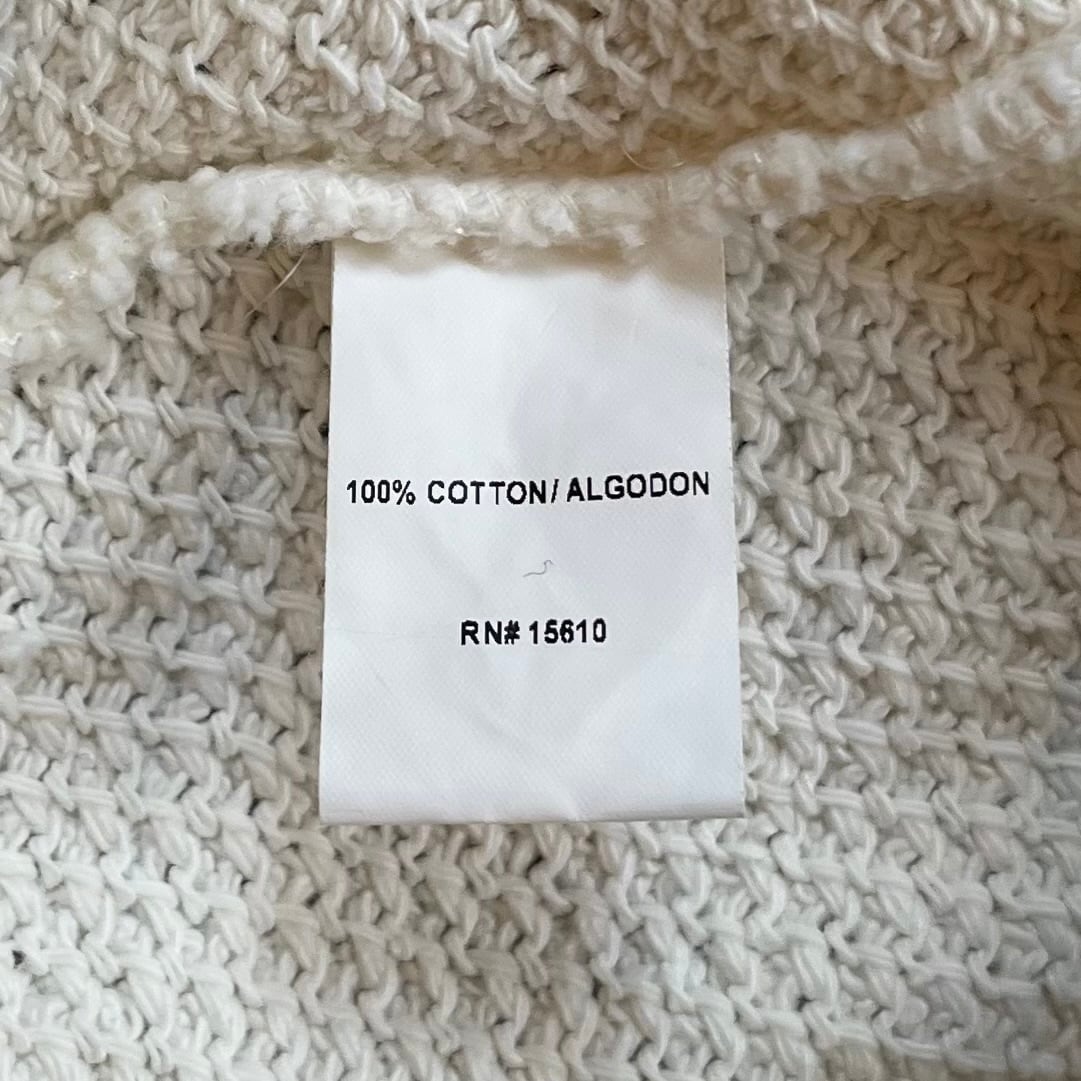 100% COTTON/ ALGODON
RN# 15610